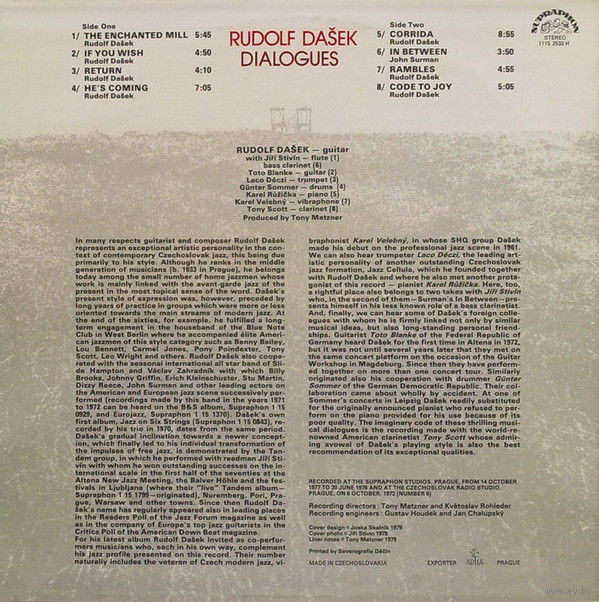 Side One
1/ THE ENCHANTED MILL 5:45
Rudolf Dašek
2/ IF YOU WISH 4:50
Rudolf Dašek
3/ RETURN 4:10
Rudolf Dašek
4/ HE'S COMING 7:05
Rudolf Dašek
RUDOLF DAŠEK
DIALOGUES
Side Two
5/ CORRIDA 8:55
Rudolf Dašek
6/ IN BETWEEN 3:50
John Surman
7/ RAMBLES 4:55
Rudolf Dašek
8/ CODE TO JOY 5:05
Rudolf Dašek
SUPRAPHON
STEREO
1115 2533 H
RUDOLF DAŠEK — guitar
with Jiří Stivín — flute (1)
bass clarinet (6)
Toto Blanke — guitar (2)
Laco Déczi — trumpet (3)
Günter Sommer — drums (4)
Karel Růžička — piano (5)
Karel Velebný — vibraphone (7)
Tony Scott — clarinet (8)
Produced by Tony Matzner
In many respects guitarist and composer Rudolf Dašek
represents an exceptional artistic personality in the con-
text of contemporary Czechoslovak jazz, this being due
primarily to his style. Although he ranks in the middle
generation of musicians (b. 1933 in Prague), he belongs
today among the small number of home jazzmen whose
work is mainly linked with the avant-garde jazz of the
present in the most topical sense of the word. Dašek's
present style of expression was, however, preceded by
long years of practice in groups which were more or less
oriented towards the main streams of modern jazz. At
the end of the sixties, for example, he fulfilled a long-
term engagement in the houseband of the Blue Note
Club in West Berlin where he accompanied élite Ameri-
can jazzmen of this style category such as Benny Bailey,
Lou Bennett, Carmel Jones, Pony Poindexter, Tony
Scott, Leo Wright and others. Rudolf Dašek also coope-
rated with the seasonal international all star band of Sli-
de Hampton and Václav Zahradník with which Billy
Brooks, Johnny Griffin, Erich Kleinschuster, Stu Martin,
Dizzy Reece, John Surman and other leading actors on
the American and European jazz scene successively per-
formed (recordings made by this band in the years 1971
to 1972 can be heard on the B&S album, Supraphon 1 15
0928, and Eurojazz, Supraphon 1 15 1370). Dašek's own
first album, Jazz on Six Strings (Supraphon 1 15 0843), re-
corded by his trio in 1970, dates from the same period.
Dašek's gradual inclination towards a newer concept-
ion, which finally led to his individual transformation of
the impulses of free jazz, is demonstrated by the Tan-
dem group, in which he performed with reedman Jiří Sti-
vín with whom he won outstanding successes on the in-
ternational scale in the first half of the seventies at the
Altena New Jazz Meeting, the Balver Höhle and the fes-
tivals in Ljubljana (where their "live" Tandem album—
Supraphon 1 15 1799—originated), Nuremberg, Pori, Pra-
gue, Warsaw and other towns. Since then Rudolf Da-
šek's name has regularly appeared also in leading places
in the Readers Poll of the Jazz Forum magazine as well
as in the company of Europe's top jazz guitarists in the
Critics Poll of the American Down Beat magazine.
For his latest album Rudolf Dašek invited as co-perfor-
mers musicians who, each in his own way, complement
his jazz profile presented on this record. Their number
naturally includes the veteran of Czech modern jazz, vi-
braphonist Karel Velebný, in whose SHQ group Dašek
made his debut on the professional jazz scene in 1961.
We can also hear trumpeter Laco Déczi, the leading ar-
tistic personality of another outstanding Czechoslovak
jazz formation, Jazz Cellula, which he founded together
with Rudolf Dašek and where he also met another prota-
gonist of this record — pianist Karel Růžička. Here, too,
a rightful place also belongs to two takes with Jiří Stivín
who, in the second of them—Surman's In Between—pre-
sents himself in his less known role of a bass clarinetist.
And, finally, we can hear some of Dašek's foreign colle-
agues with whom he is firmly linked not only by similar
musical ideas, but also long-standing personal friend-
ships. Guitarist Toto Blanke of the Federal Republic of
Germany heard Dašek for the first time in Altena in 1972,
but it was not until several years later that they met on
the same concert platform on the occasion of the Guitar
Workshop in Magdeburg. Since then they have perform-
ed together on more than one concert tour. Similarly
originated also his cooperation with drummer Günter
Sommer of the German Democratic Republic. Their col-
laboration came about wholly by accident. At one of
Sommer's concerts in Leipzig Dašek readily substituted
for the originally announced pianist who refused to per-
form on the piano provided for his use because of its
poor quality. The imaginary code of these thrilling musi-
cal dialogues is the recording made with the world-re-
nowned American clarinetist Tony Scott whose admir-
ing avowal of Dašek's playing style is also the best
recommendation of its exceptional qualities.
RECORDED AT THE SUPRAPHON STUDIOS, PRAGUE, FROM 14 OCTOBER
1977 TO 20 JUNE 1978 AND AT THE CZECHOSLOVAK RADIO STUDIO,
PRAGUE, ON 6 OCTOBER, 1972 (NUMBER 6)
Recording directors : Tony Matzner and Květoslav Rohleder
Recording engineers : Gustav Houdek and Jan Chalupský
Cover design = Joska Skalník 1979
Cover photo = Jiří Stivín 1979
Liner notes = Tony Matzner 1979
Printed by Severografia Děčín
MADE IN CZECHOSLOVAKIA EXPORTER ARTIA PRAGUE
www.av.by